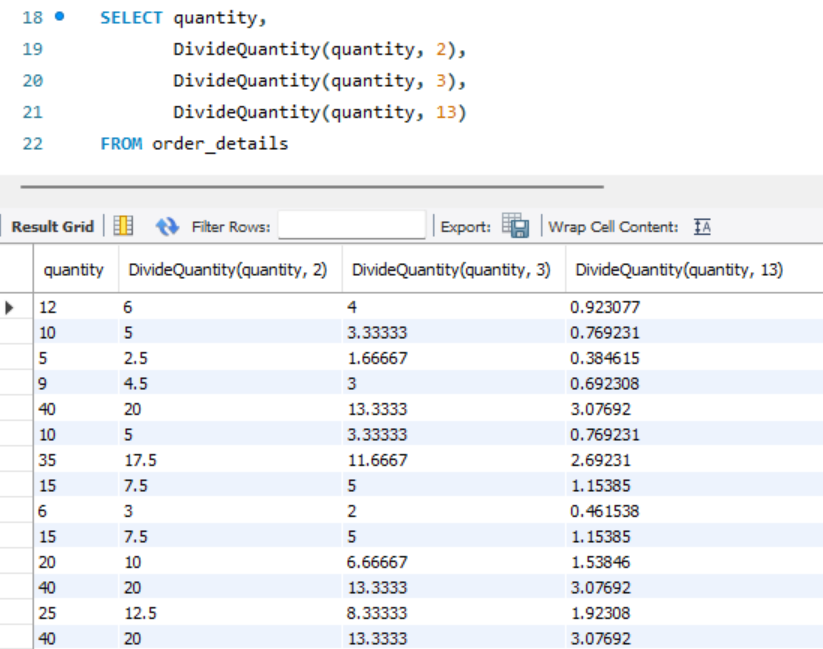 18 SELECT quantity,
19 DivideQuantity(quantity, 2),
20 DivideQuantity(quantity, 3),
21 DivideQuantity(quantity, 13)
22 FROM order_details
Result Grid Filter Rows: Export: Wrap Cell Content: IA
quantity DivideQuantity(quantity, 2) DivideQuantity(quantity, 3) DivideQuantity(quantity, 13)
12 6 4 0.923077
10 5 3.33333 0.769231
5 2.5 1.66667 0.384615
9 4.5 3 0.692308
40 20 13.3333 3.07692
10 5 3.33333 0.769231
35 17.5 11.6667 2.69231
15 7.5 5 1.15385
6 3 2 0.461538
15 7.5 5 1.15385
20 10 6.66667 1.53846
40 20 13.3333 3.07692
25 12.5 8.33333 1.92308
40 20 13.3333 3.07692